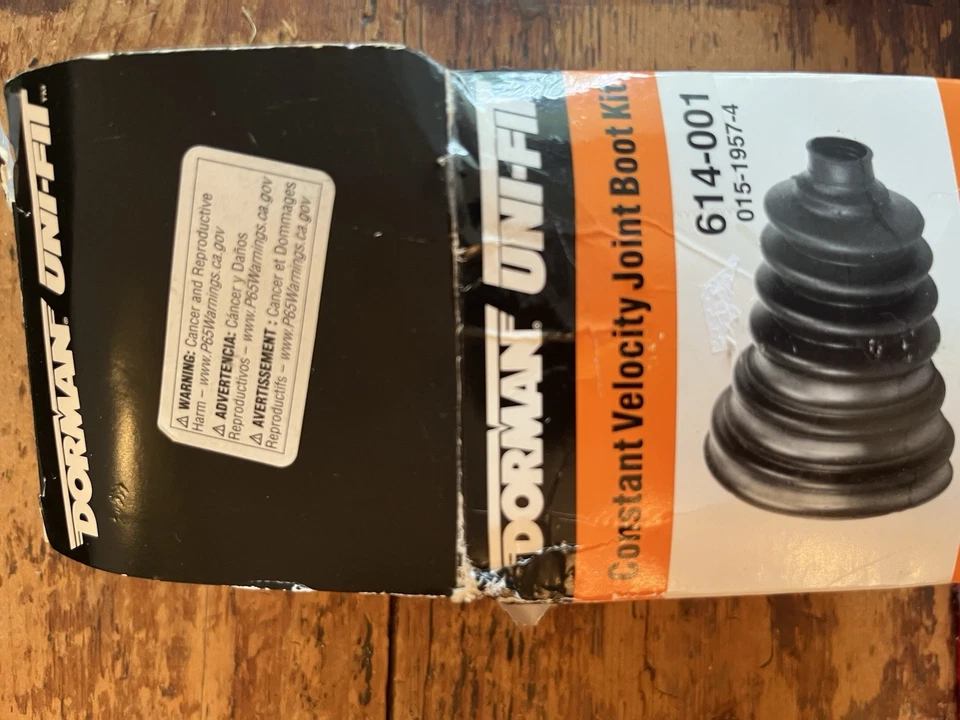 DORMAN® UNI-FIT™
⚠ WARNING: Cancer and Reproductive
Harm – www.P65Warnings.ca.gov
⚠ ADVERTENCIA: Cáncer y Daños
Reproductivos – www.P65Warnings.ca.gov
⚠ AVERTISSEMENT : Cancer et Dommages
Reproductifs – www.P65Warnings.ca.gov
DORMAN® UNI-FIT
Constant Velocity Joint Boot Kit
614-001
015-1957-4